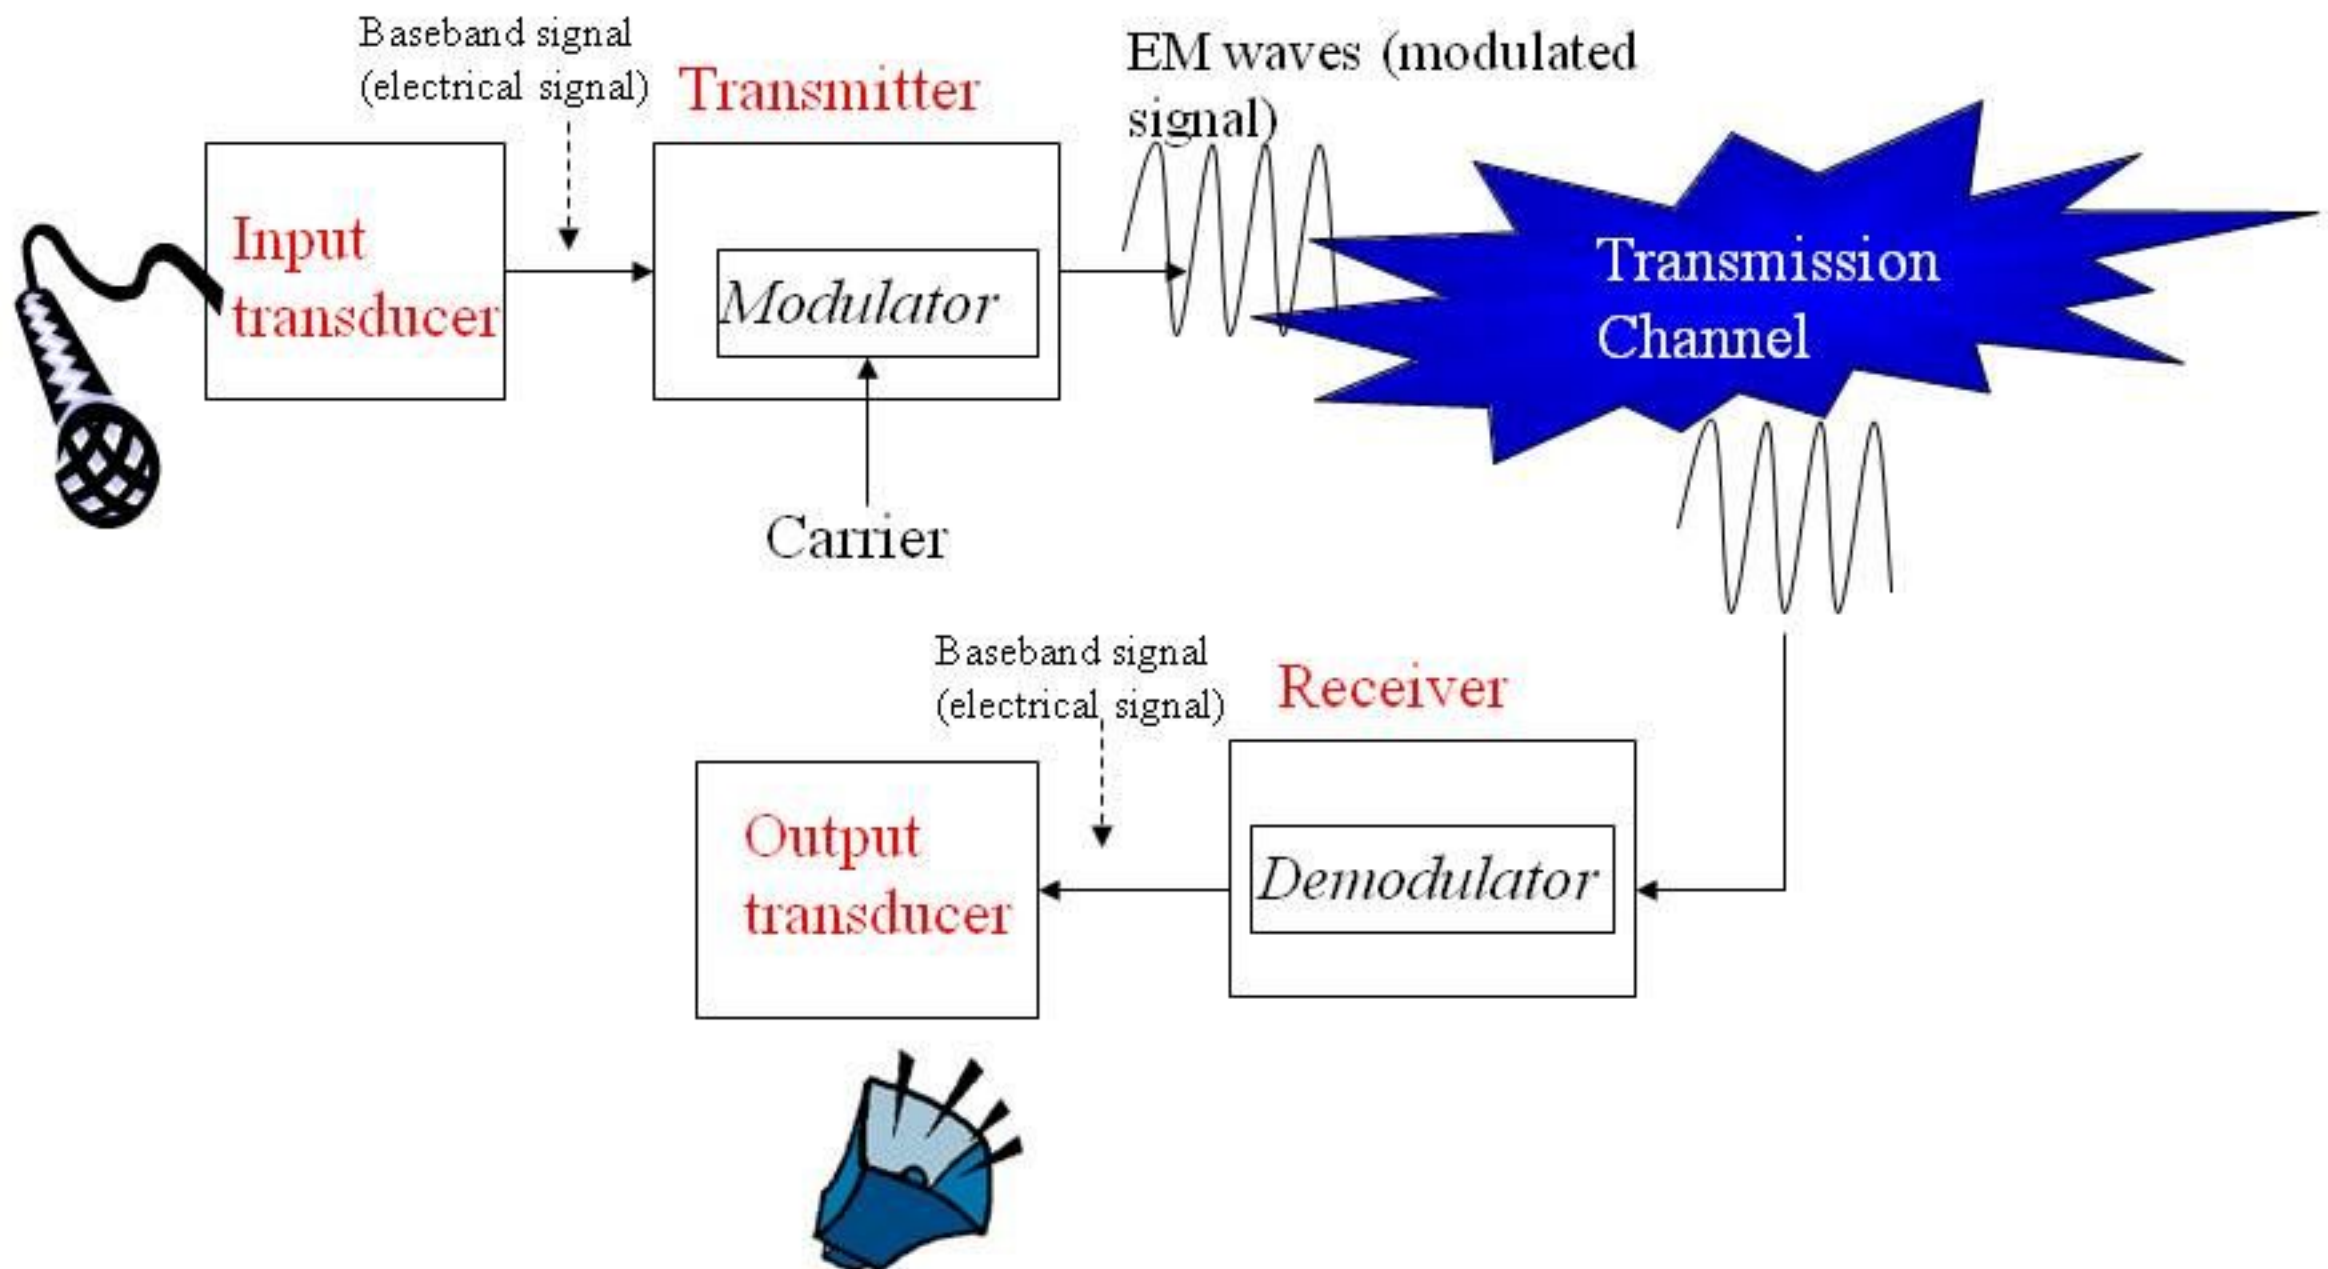 Baseband signal
(electrical signal)
Transmitter
EM waves (modulated
signal)
Input
transducer
Modulator
Transmission
Channel
Carrier
Baseband signal
(electrical signal)
Receiver
Output
transducer
Demodulator